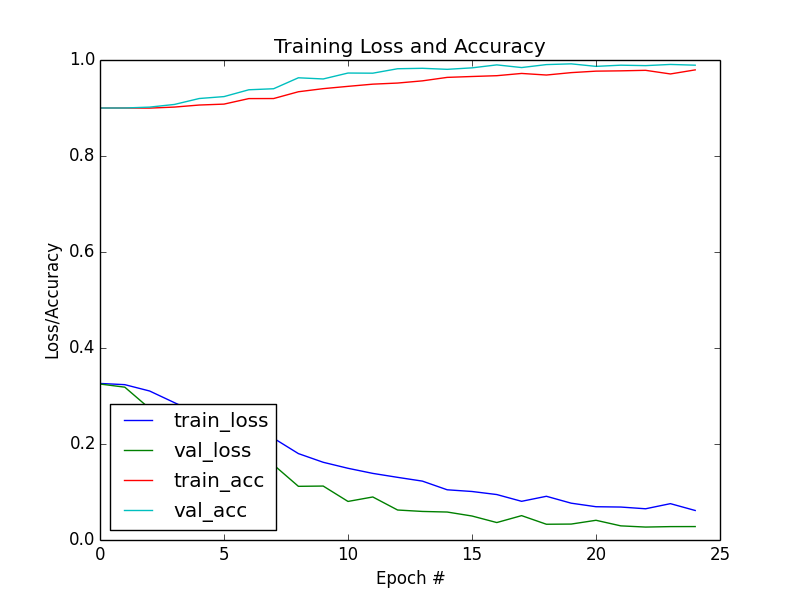 Training Loss and Accuracy
1.0
0.8
0.6
0.4
0.2
0.0
Loss/Accuracy
train_loss
val_loss
train_acc
val_acc
0 5 10 15 20 25
Epoch #